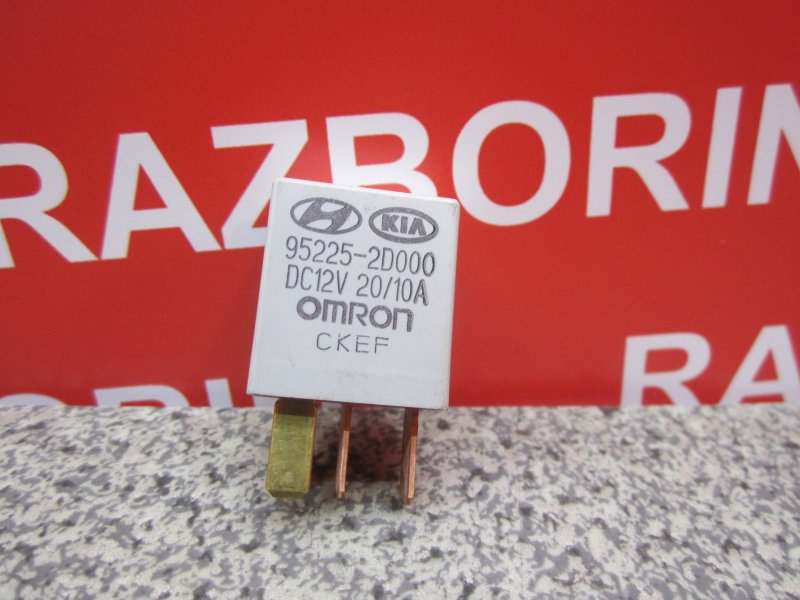 RAZBORIN
KIA
95225-2D000
DC12V 20/10A
OMRON
CKEF
RA